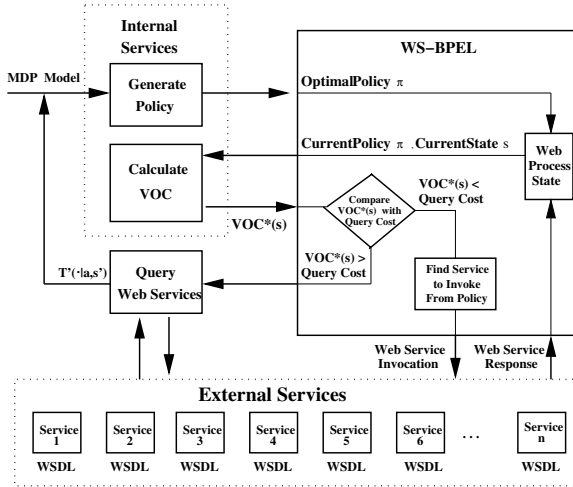 Internal
Services
WS-BPEL
MDP Model
Generate
Policy
OptimalPolicy π
CurrentPolicy π ,CurrentState s
Web
Process
State
Calculate
VOC
VOC*(s)
Compare
VOC*(s) with
Query Cost
VOC*(s) <
Query Cost
VOC*(s) >
Query Cost
T'(·|a,s')
Query
Web Services
Find Service
to Invoke
From Policy
Web Service
Invocation
Web Service
Response
External Services
Service
1
WSDL
Service
2
WSDL
Service
3
WSDL
Service
4
WSDL
Service
5
WSDL
Service
6
WSDL
...
Service
n
WSDL